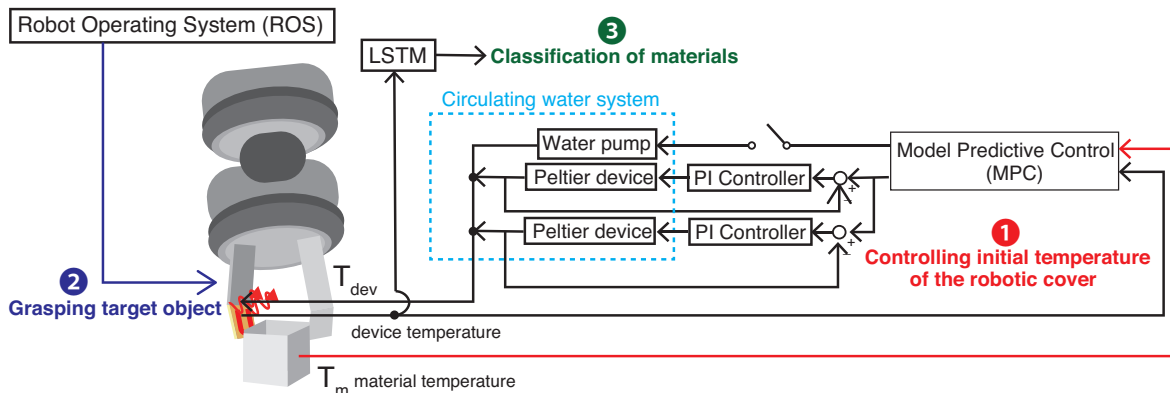 Robot Operating System (ROS)
LSTM
3
Classification of materials
Circulating water system
Water pump
Peltier device
PI Controller
+
−
Model Predictive Control
(MPC)
Peltier device
PI Controller
+
−
1
Controlling initial temperature
of the robotic cover
2
Grasping target object
Tdev
device temperature
Tm material temperature